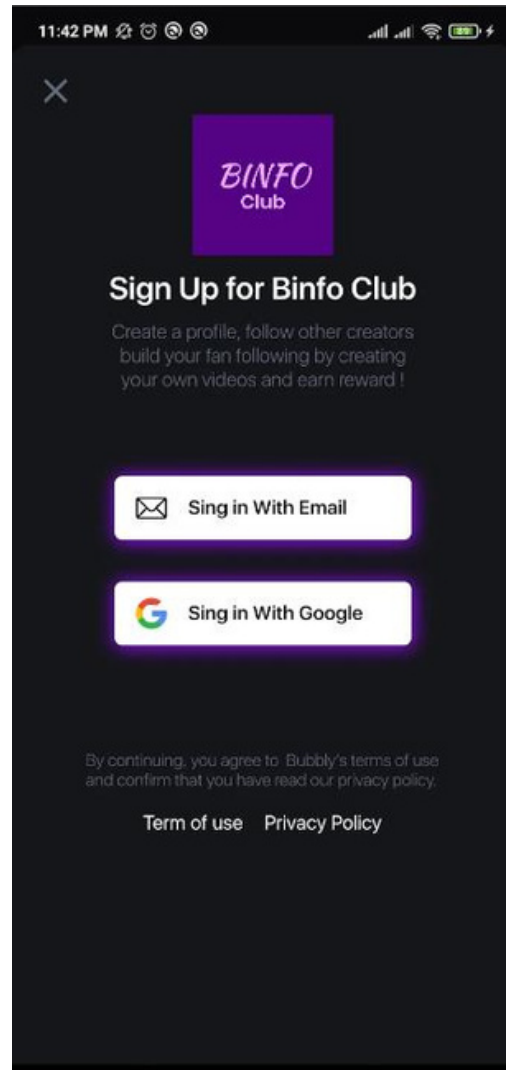 11:42 PM
BINFO
Club
Sign Up for Binfo Club
Create a profile, follow other creators
build your fan following by creating
your own videos and earn reward !
Sing in With Email
Sing in With Google
By continuing, you agree to Bubbly's terms of use
and confirm that you have read our privacy policy.
Term of use Privacy Policy